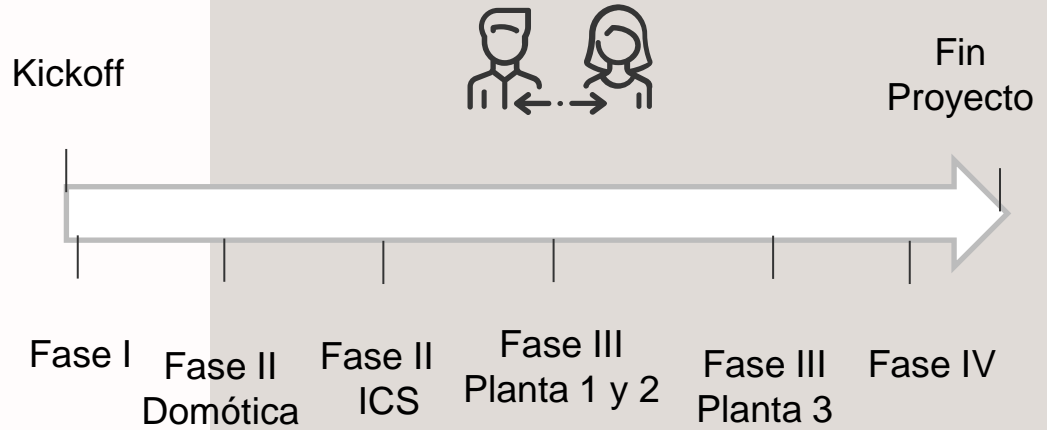 Kickoff
Fin
Proyecto
Fase I
Fase II
Domótica
Fase II
ICS
Fase III
Planta 1 y 2
Fase III
Planta 3
Fase IV